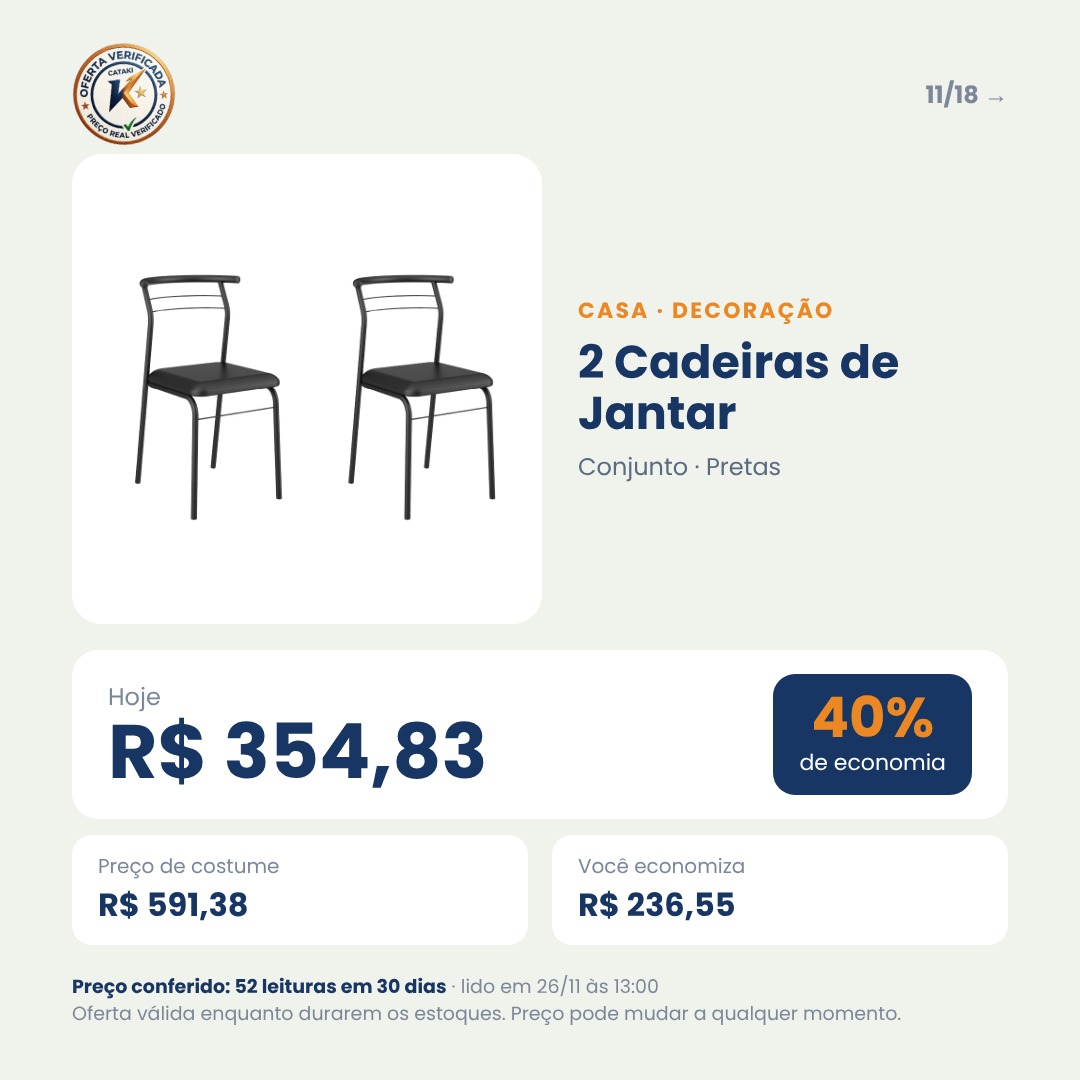 OFERTA VERIFICADA
CATAKI
K
PREÇO REAL VERIFICADO
11/18 →
CASA · DECORAÇÃO
2 Cadeiras de
Jantar
Conjunto · Pretas
Hoje
R$ 354,83
40%
de economia
Preço de costume
R$ 591,38
Você economiza
R$ 236,55
Preço conferido: 52 leituras em 30 dias · lido em 26/11 às 13:00
Oferta válida enquanto durarem os estoques. Preço pode mudar a qualquer momento.